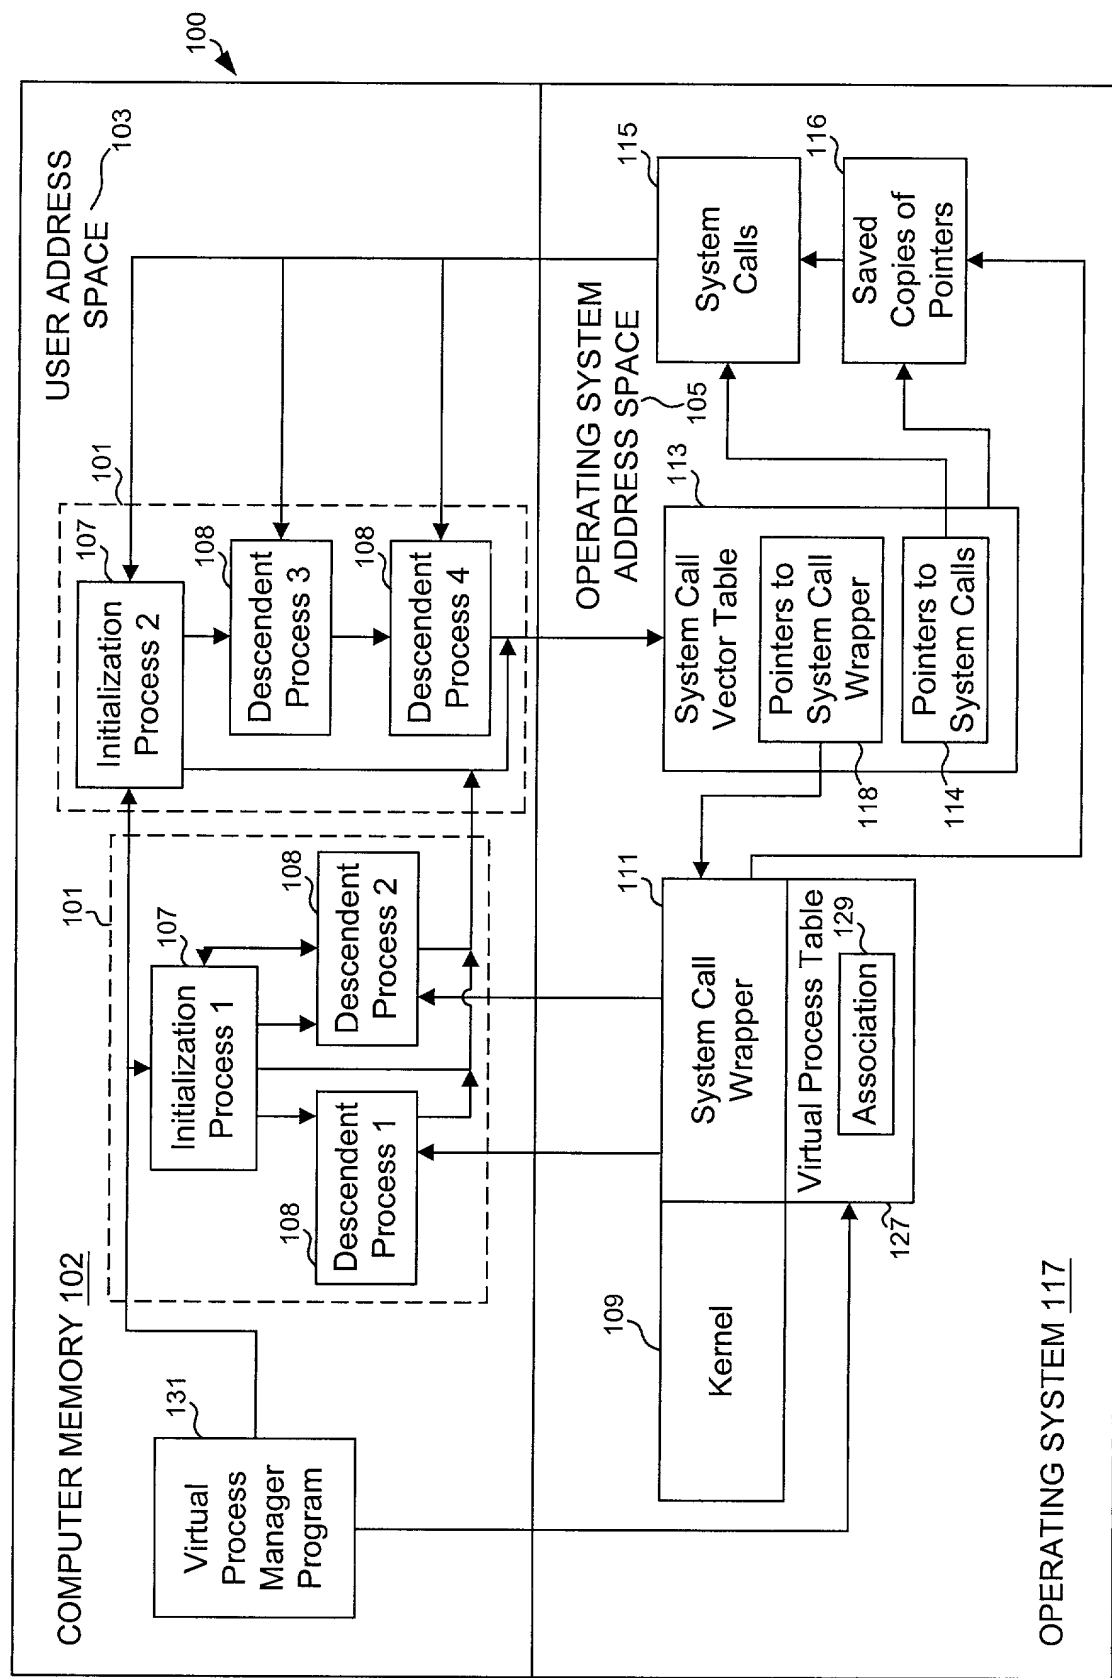 100
COMPUTER MEMORY 102
USER ADDRESS
SPACE 103
131
Virtual
Process
Manager
Program
101
107
Initialization
Process 1
108
Descendent
Process 1
108
Descendent
Process 2
101
107
Initialization
Process 2
108
Descendent
Process 3
108
Descendent
Process 4
OPERATING SYSTEM
ADDRESS SPACE
105
109
Kernel
111
System Call
Wrapper
Virtual Process Table
129
Association
127
113
System Call
Vector Table
Pointers to
System Call
Wrapper
118
Pointers to
System Calls
114
115
System
Calls
116
Saved
Copies of
Pointers
OPERATING SYSTEM 117